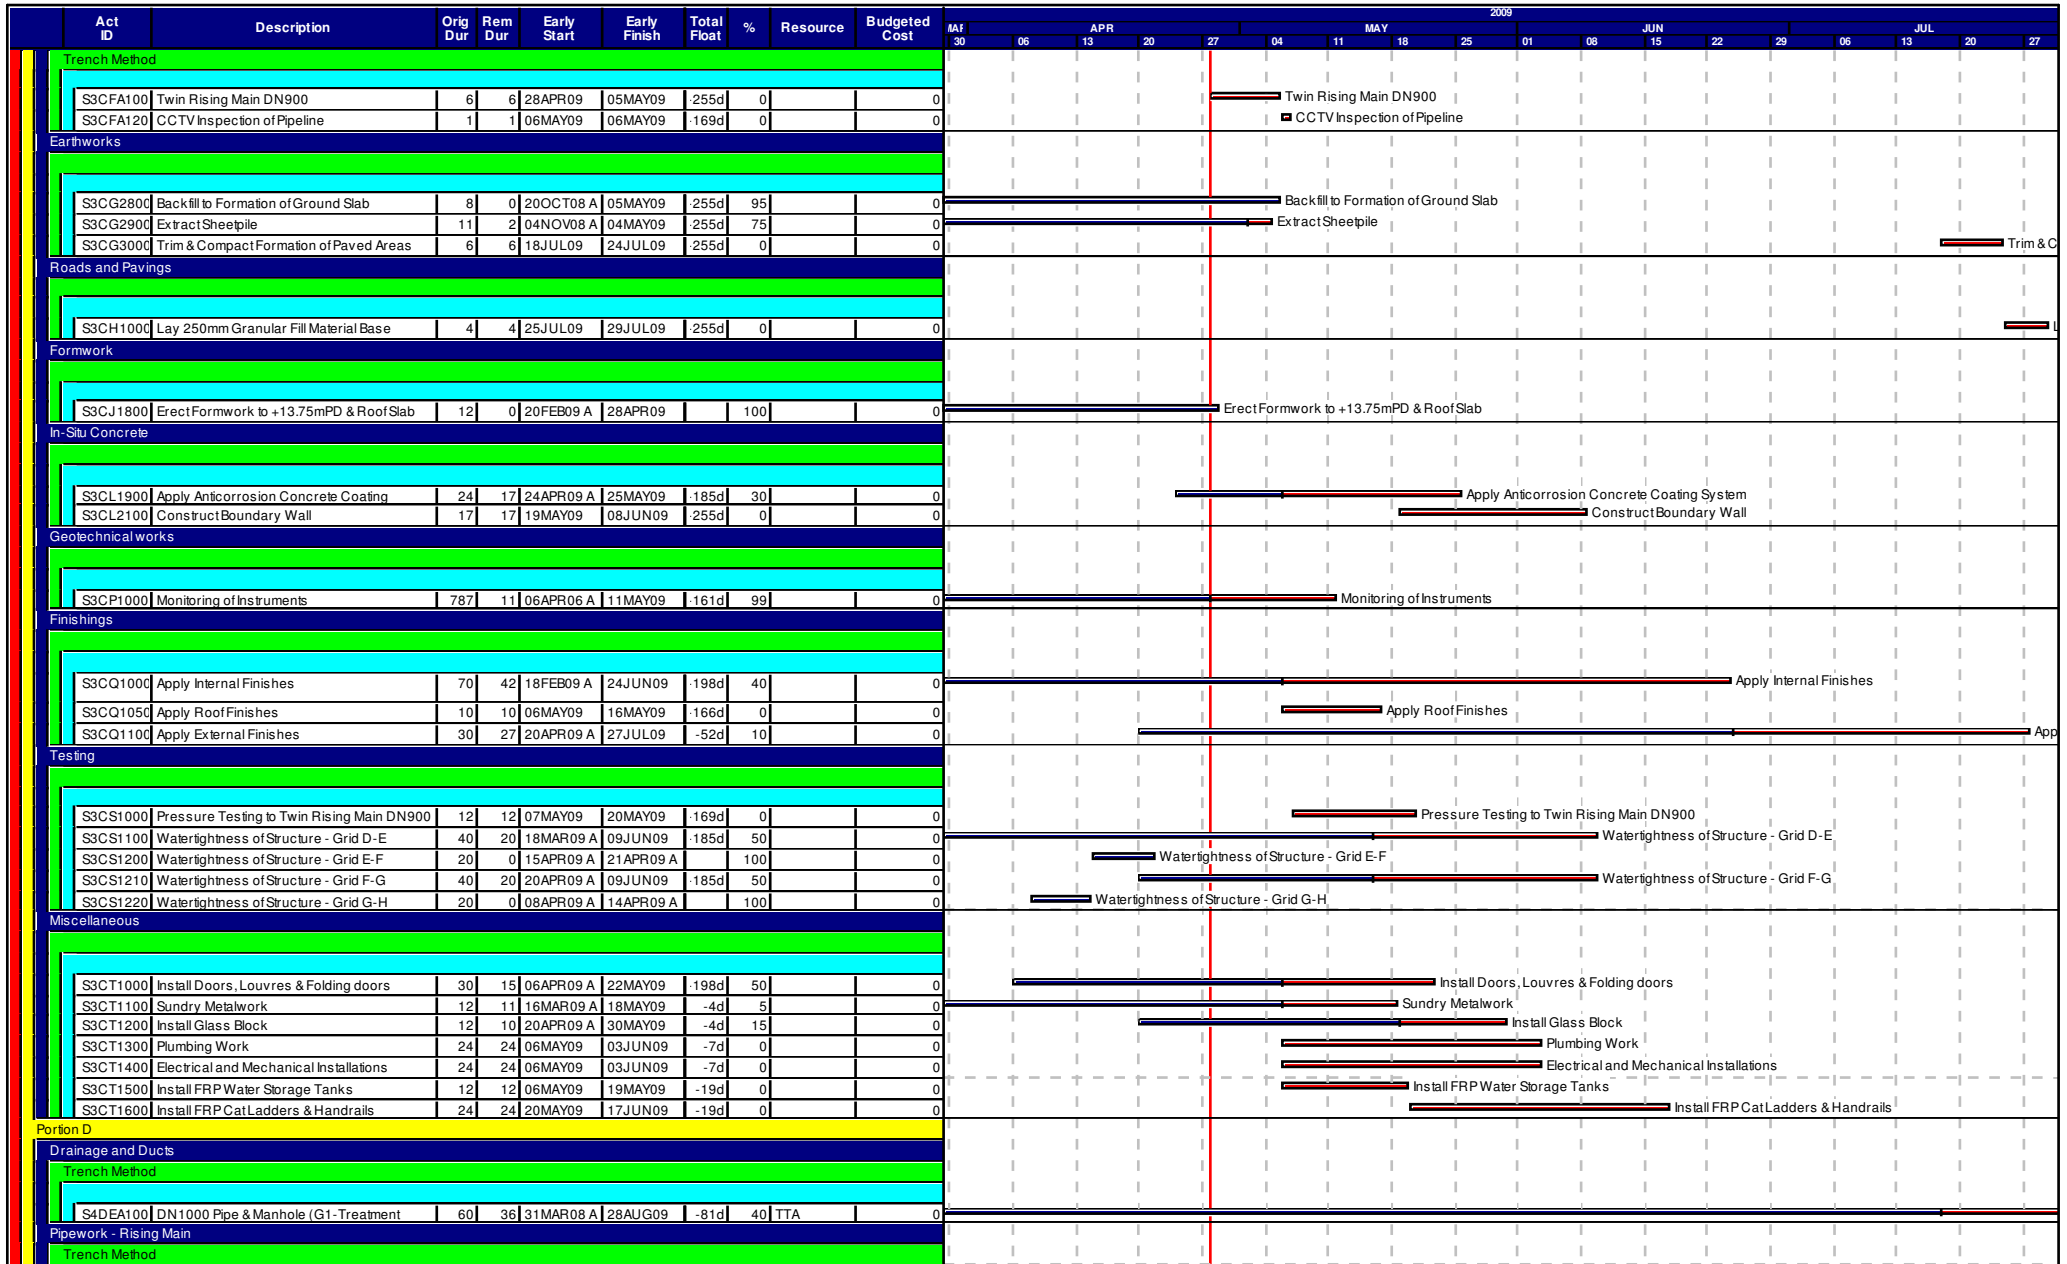 Act ID Description Orig Dur Rem Dur Early Start Early Finish Total Float % Resource Budgeted Cost
2009
MAR APR MAY JUN JUL
30 06 13 20 27 04 11 18 25 01 08 15 22 29 06 13 20 27
Trench Method
S3CFA100 Twin Rising Main DN900 6 6 28APR09 05MAY09 -255d 0 0 Twin Rising Main DN900
S3CFA120 CCTV Inspection of Pipeline 1 1 06MAY09 06MAY09 -169d 0 0 CCTV Inspection of Pipeline
Earthworks
S3CG2800 Backfill to Formation of Ground Slab 8 0 20OCT08 A 05MAY09 -255d 95 0 Backfill to Formation of Ground Slab
S3CG2900 Extract Sheetpile 11 2 04NOV08 A 04MAY09 -255d 75 0 Extract Sheetpile
S3CG3000 Trim & Compact Formation of Paved Areas 6 6 18JUL09 24JUL09 -255d 0 0 Trim & C
Roads and Pavings
S3CH1000 Lay 250mm Granular Fill Material Base 4 4 25JUL09 29JUL09 -255d 0 0 L
Formwork
S3CJ1800 Erect Formwork to +13.75mPD & Roof Slab 12 0 20FEB09 A 28APR09 100 0 Erect Formwork to +13.75mPD & Roof Slab
In-Situ Concrete
S3CL1900 Apply Anticorrosion Concrete Coating 24 17 24APR09 A 25MAY09 -185d 30 0 Apply Anticorrosion Concrete Coating System
S3CL2100 Construct Boundary Wall 17 17 19MAY09 08JUN09 -255d 0 0 Construct Boundary Wall
Geotechnical works
S3CP1000 Monitoring of Instruments 787 11 06APR06 A 11MAY09 -161d 99 0 Monitoring of Instruments
Finishings
S3CQ1000 Apply Internal Finishes 70 42 18FEB09 A 24JUN09 -198d 40 0 Apply Internal Finishes
S3CQ1050 Apply Roof Finishes 10 10 06MAY09 16MAY09 -166d 0 0 Apply Roof Finishes
S3CQ1100 Apply External Finishes 30 27 20APR09 A 27JUL09 -52d 10 0 App
Testing
S3CS1000 Pressure Testing to Twin Rising Main DN900 12 12 07MAY09 20MAY09 -169d 0 0 Pressure Testing to Twin Rising Main DN900
S3CS1100 Watertightness of Structure - Grid D-E 40 20 18MAR09 A 09JUN09 -185d 50 0 Watertightness of Structure - Grid D-E
S3CS1200 Watertightness of Structure - Grid E-F 20 0 15APR09 A 21APR09 A 100 0 Watertightness of Structure - Grid E-F
S3CS1210 Watertightness of Structure - Grid F-G 40 20 20APR09 A 09JUN09 -185d 50 0 Watertightness of Structure - Grid F-G
S3CS1220 Watertightness of Structure - Grid G-H 20 0 08APR09 A 14APR09 A 100 0 Watertightness of Structure - Grid G-H
Miscellaneous
S3CT1000 Install Doors, Louvres & Folding doors 30 15 06APR09 A 22MAY09 -198d 50 0 Install Doors, Louvres & Folding doors
S3CT1100 Sundry Metalwork 12 11 16MAR09 A 18MAY09 -4d 5 0 Sundry Metalwork
S3CT1200 Install Glass Block 12 10 20APR09 A 30MAY09 -4d 15 0 Install Glass Block
S3CT1300 Plumbing Work 24 24 06MAY09 03JUN09 -7d 0 0 Plumbing Work
S3CT1400 Electrical and Mechanical Installations 24 24 06MAY09 03JUN09 -7d 0 0 Electrical and Mechanical Installations
S3CT1500 Install FRP Water Storage Tanks 12 12 06MAY09 19MAY09 -19d 0 0 Install FRP Water Storage Tanks
S3CT1600 Install FRP Cat Ladders & Handrails 24 24 20MAY09 17JUN09 -19d 0 0 Install FRP Cat Ladders & Handrails
Portion D
Drainage and Ducts
Trench Method
S4DEA100 DN1000 Pipe & Manhole (G1-Treatment 60 36 31MAR08 A 28AUG09 -81d 40 TTA 0
Pipework - Rising Main
Trench Method